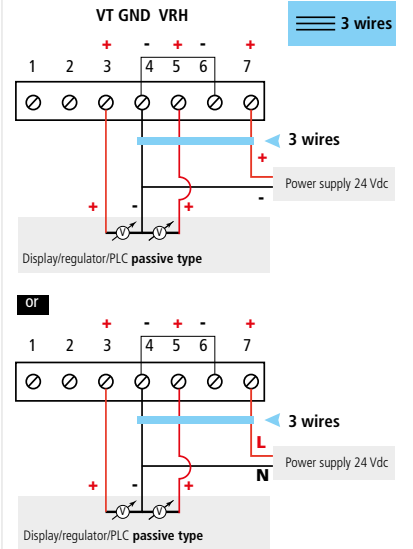 VT GND VRH
3 wires
+ - + - +
1 2 3 4 5 6 7
3 wires
+
Power supply 24 Vdc
-
+ - +
V V
Display/regulator/PLC passive type
or
+ - + - +
1 2 3 4 5 6 7
3 wires
L
Power supply 24 Vdc
N
+ - +
V V
Display/regulator/PLC passive type